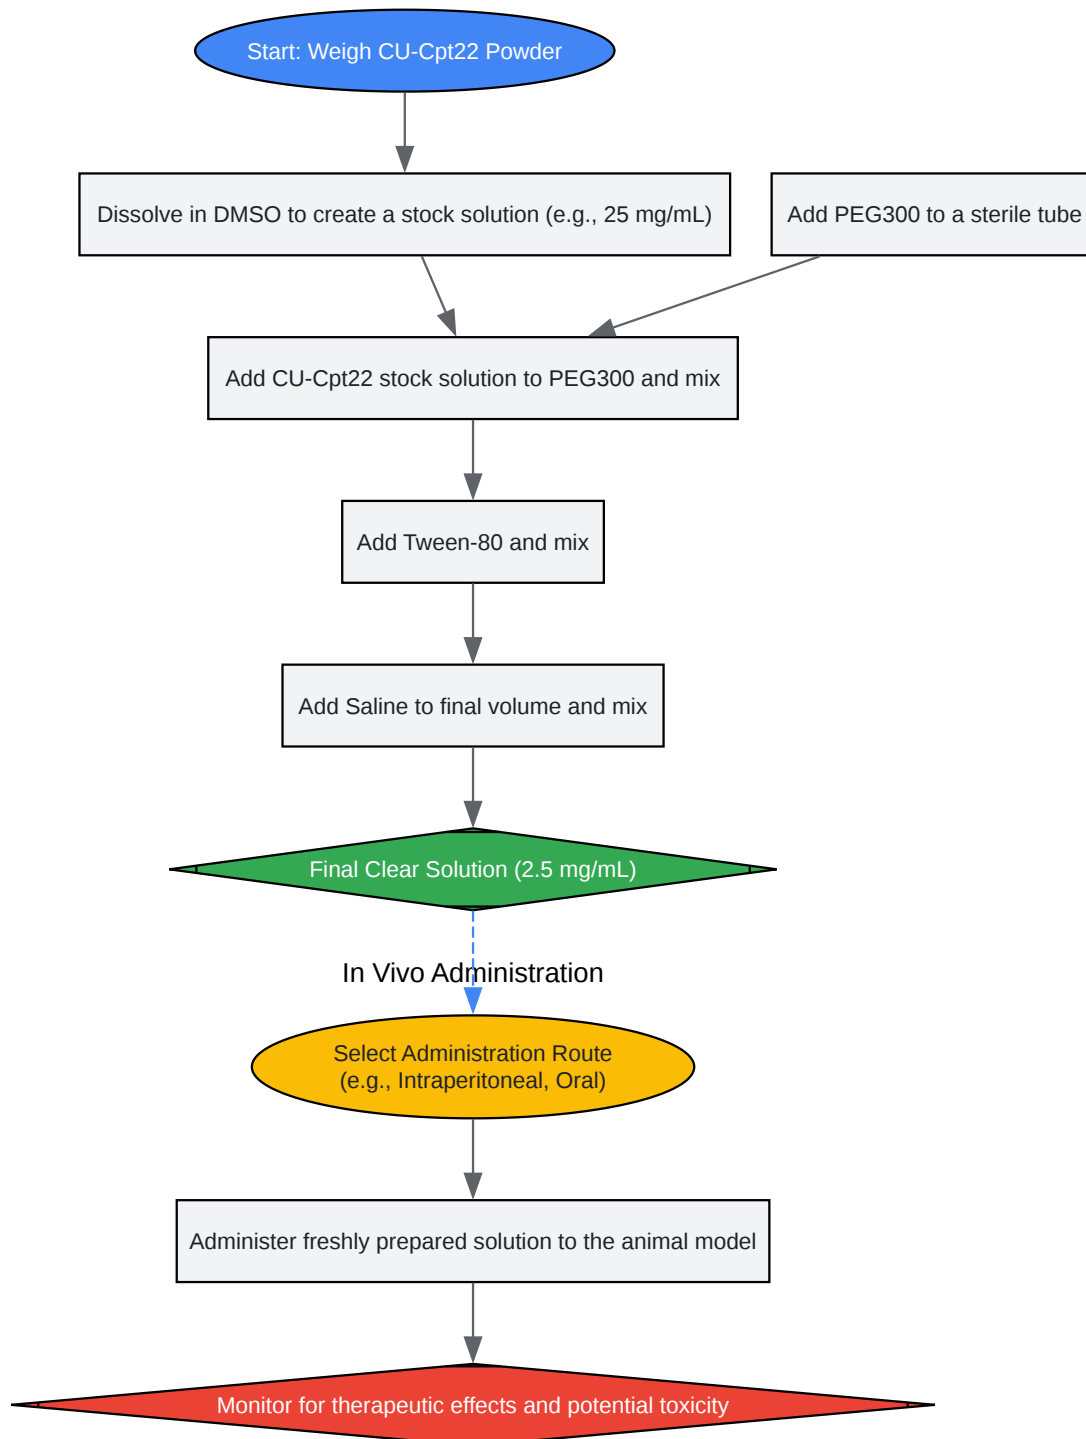 Start: Weigh CU-Cpt22 Powder
Dissolve in DMSO to create a stock solution (e.g., 25 mg/mL)
Add PEG300 to a sterile tube
Add CU-Cpt22 stock solution to PEG300 and mix
Add Tween-80 and mix
Add Saline to final volume and mix
Final Clear Solution (2.5 mg/mL)
In Vivo Administration
Select Administration Route
(e.g., Intraperitoneal, Oral)
Administer freshly prepared solution to the animal model
Monitor for therapeutic effects and potential toxicity